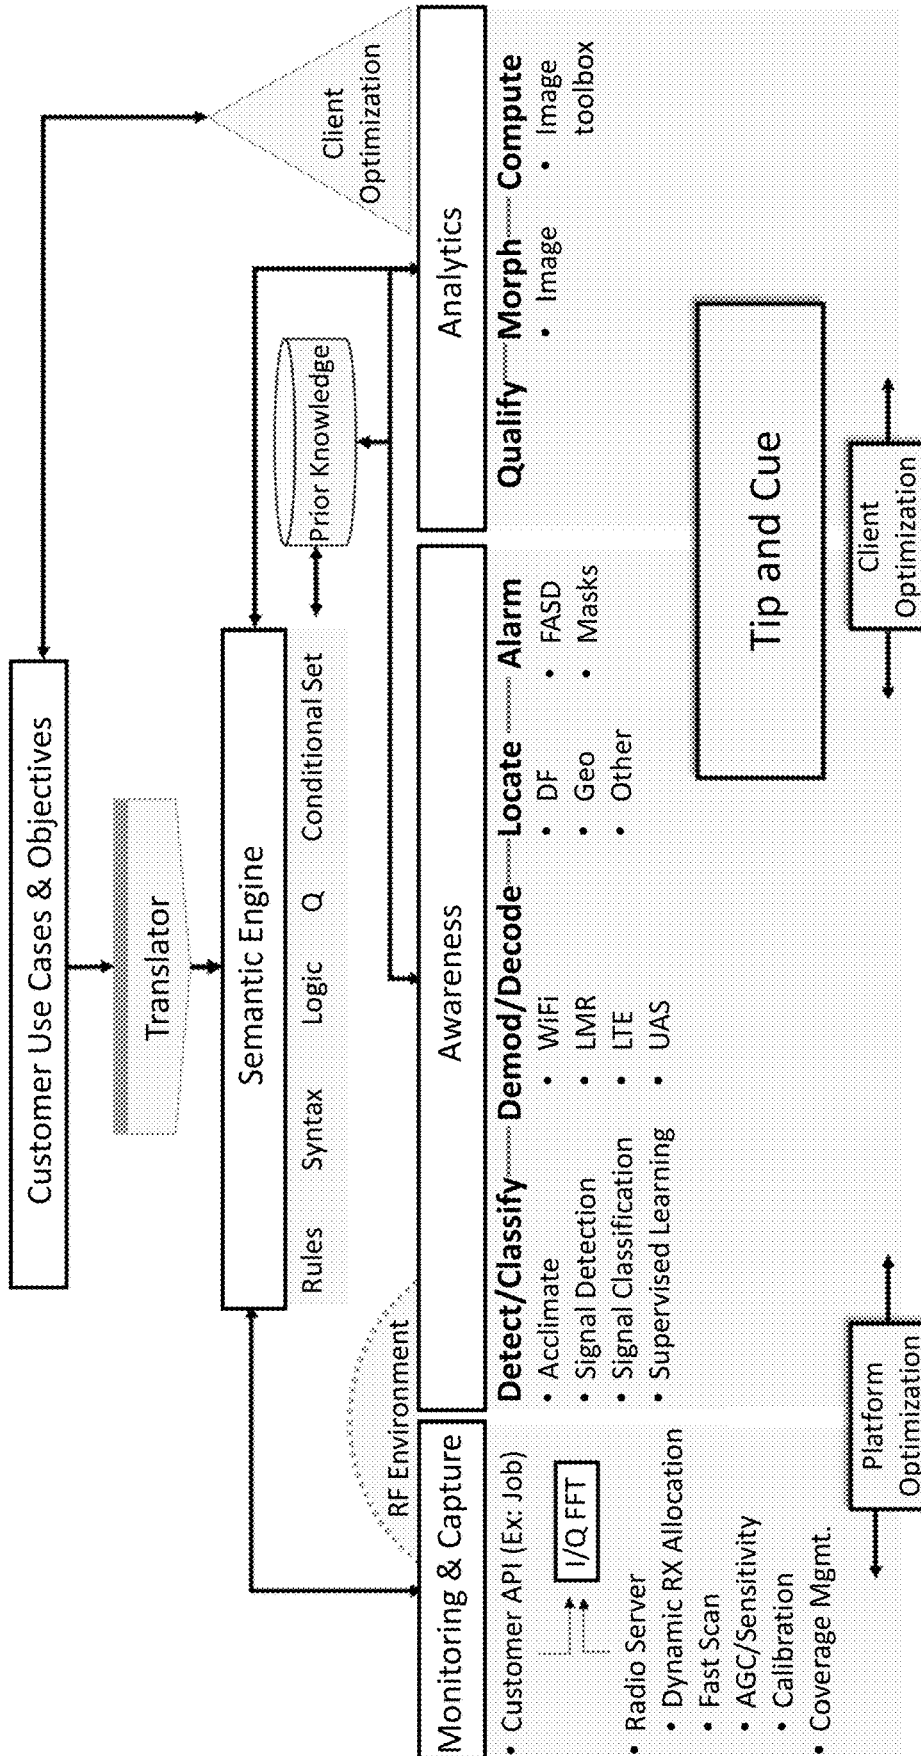 Customer Use Cases & Objectives
Translator
Semantic Engine
Rules Syntax Logic Q Conditional Set
Prior Knowledge
Client
Optimization
RF Environment
Monitoring & Capture
Awareness
Analytics
• Customer API (Ex: Job)
I/Q FFT
• Radio Server
• Dynamic RX Allocation
• Fast Scan
• AGC/Sensitivity
• Calibration
• Coverage Mgmt.
Detect/Classify
• Acclimate
• Signal Detection
• Signal Classification
• Supervised Learning
Demod/Decode
• WiFi
• LMR
• LTE
• UAS
Locate
• DF
• Geo
• Other
Alarm
• FASD
• Masks
Qualify
Morph
• Image
Compute
• Image
toolbox
Tip and Cue
Platform
Optimization
Client
Optimization